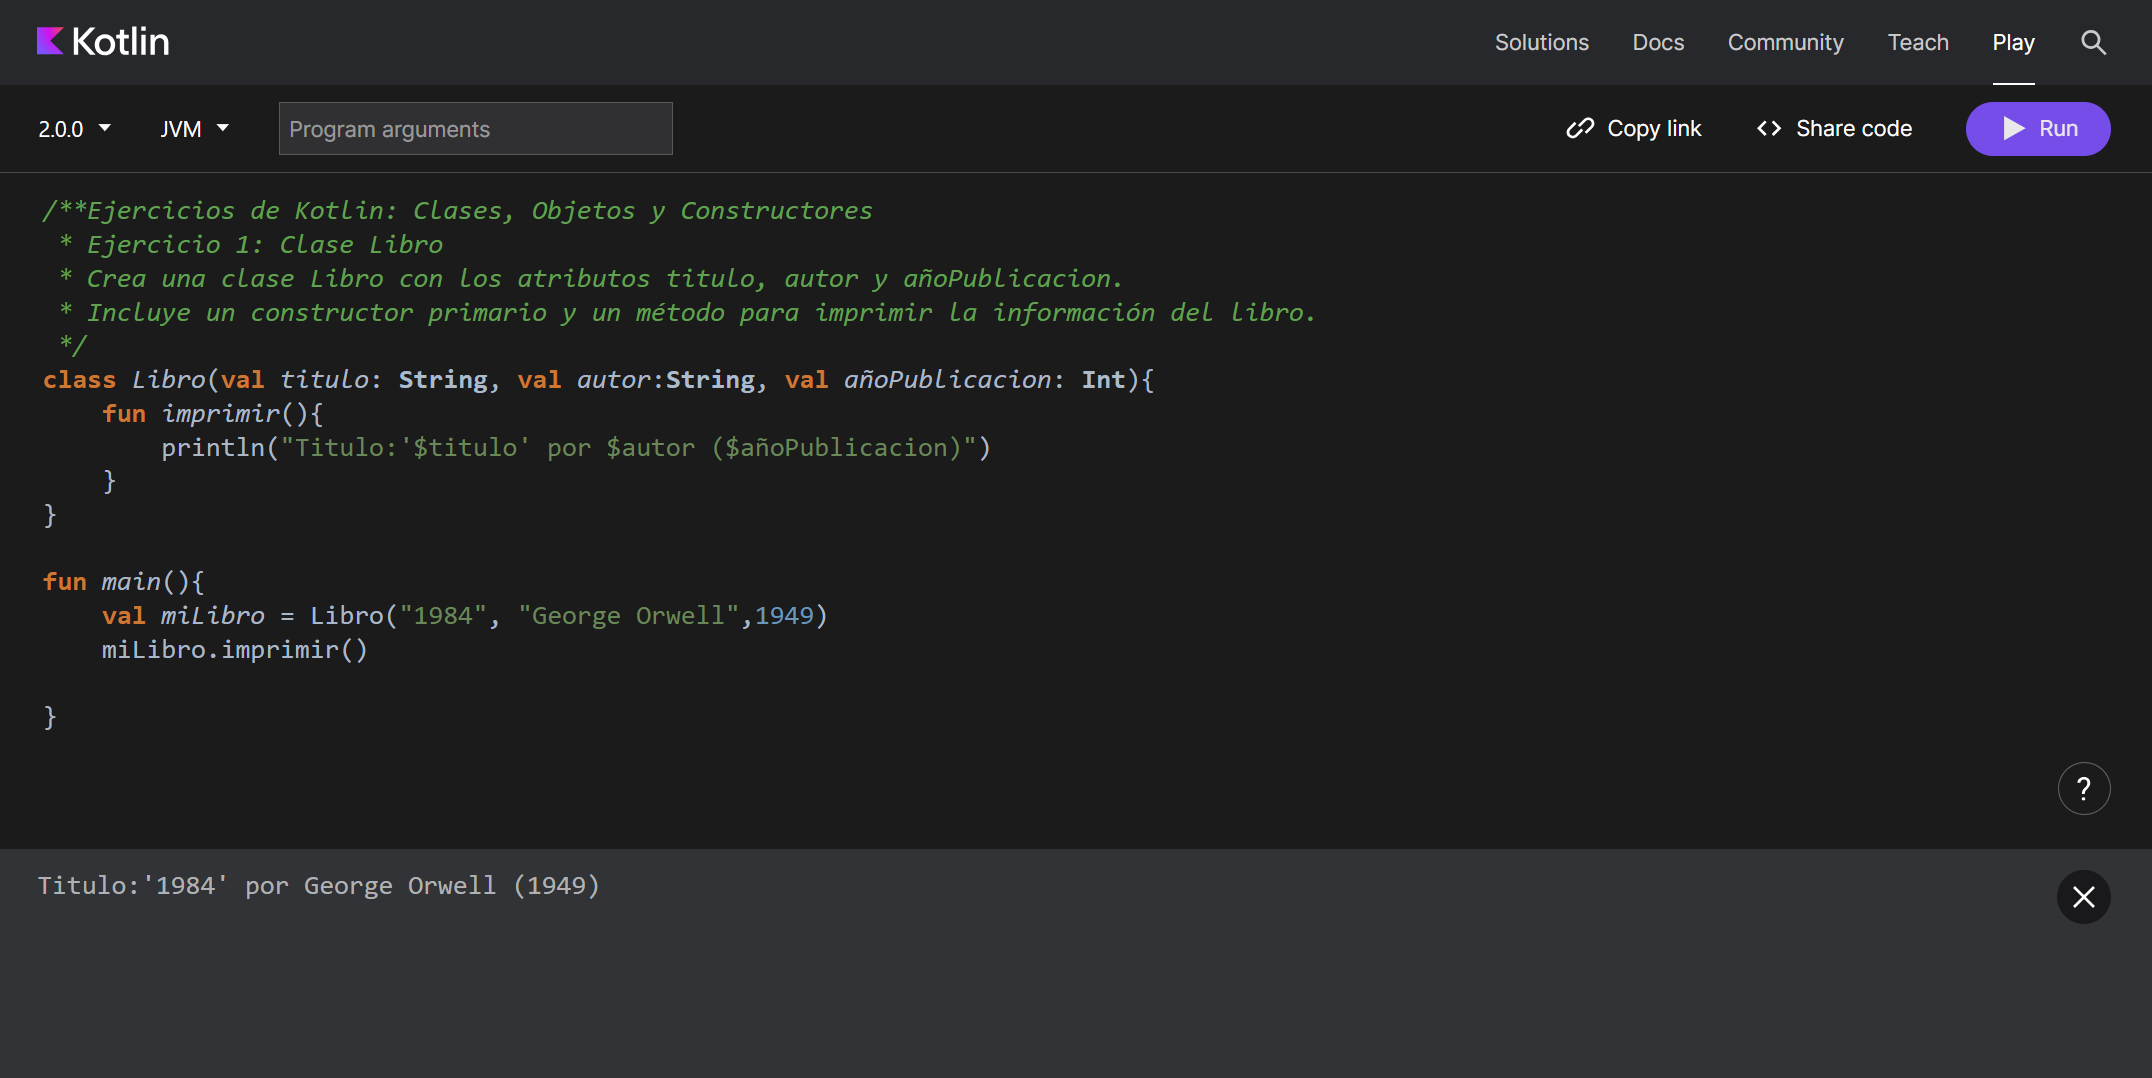 Kotlin
Solutions Docs Community Teach Play
2.0.0 JVM Program arguments Copy link <> Share code Run
/**Ejercicios de Kotlin: Clases, Objetos y Constructores
 * Ejercicio 1: Clase Libro
 * Crea una clase Libro con los atributos titulo, autor y añoPublicacion.
 * Incluye un constructor primario y un método para imprimir la información del libro.
 */
class Libro(val titulo: String, val autor:String, val añoPublicacion: Int){
    fun imprimir(){
        println("Titulo:'$titulo' por $autor ($añoPublicacion)")
    }
}
fun main(){
    val miLibro = Libro("1984", "George Orwell",1949)
    miLibro.imprimir()
}
?
Titulo:'1984' por George Orwell (1949)